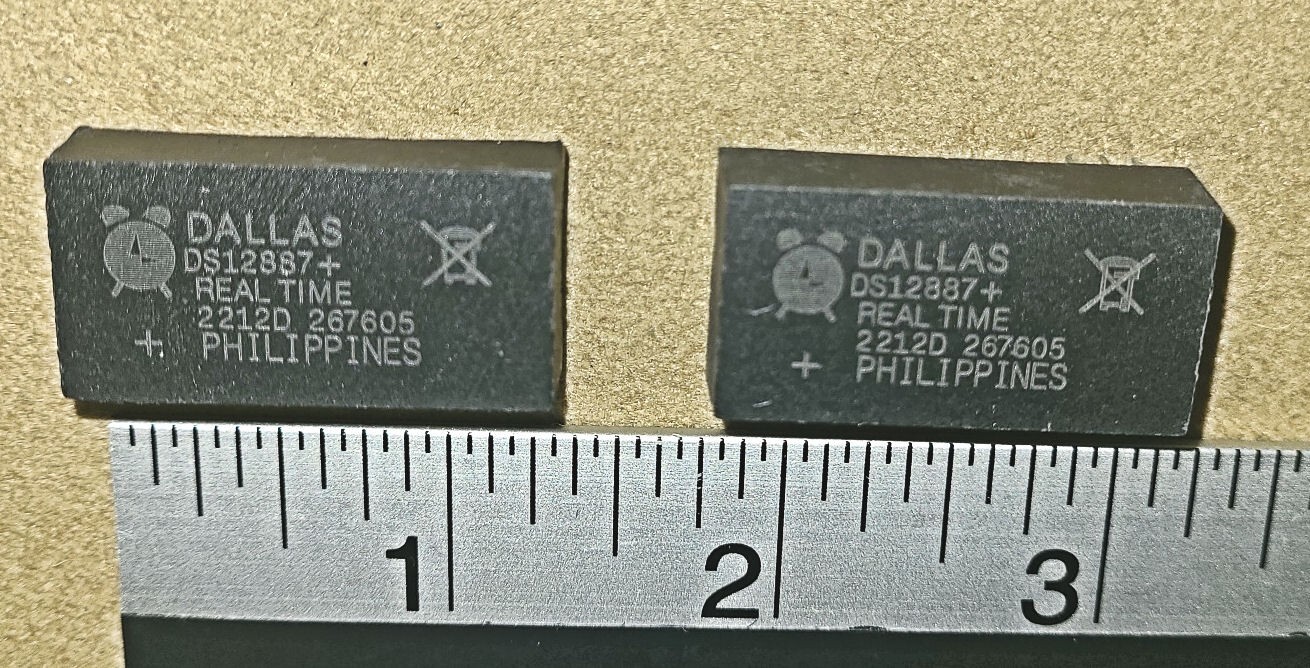 DALLAS
DS12887+
REAL TIME
2212D 267605
+ PHILIPPINES
DALLAS
DS12887+
REAL TIME
2212D 267605
+ PHILIPPINES
1 2 3